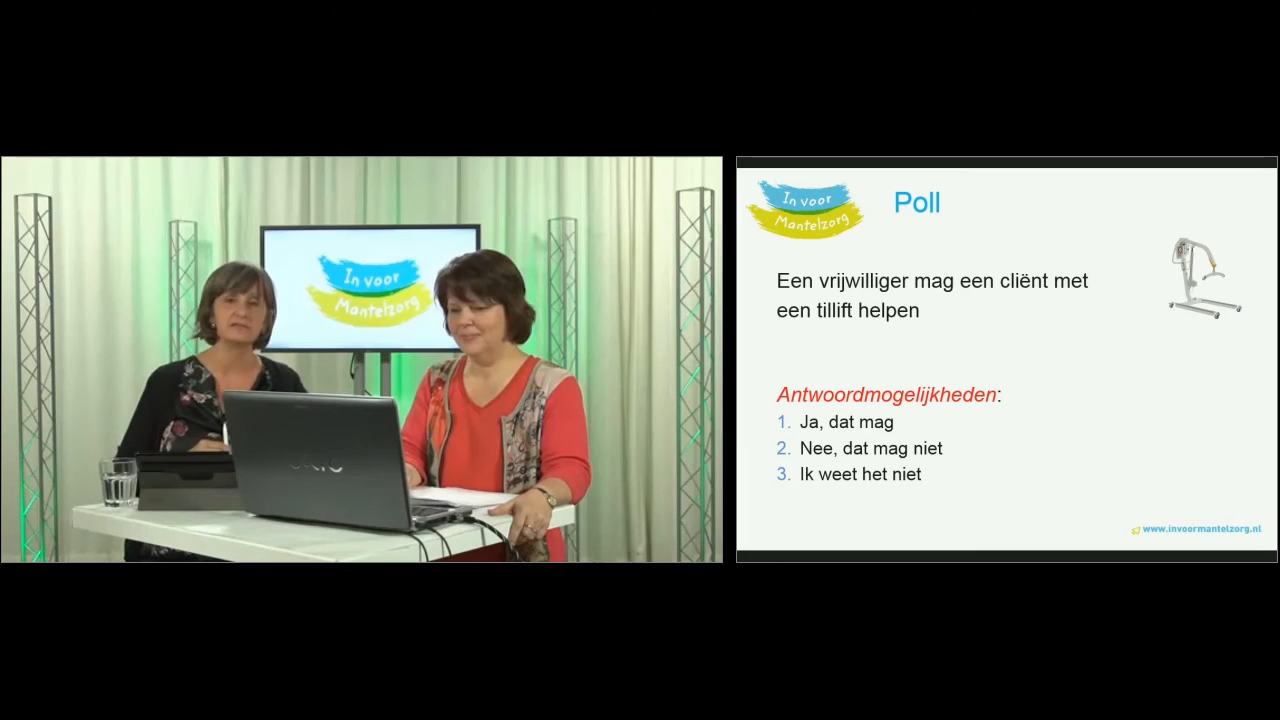 In voor
Mantelzorg
In voor
Mantelzorg
Poll
Een vrijwilliger mag een cliënt met
een tillift helpen
Antwoordmogelijkheden:
1. Ja, dat mag
2. Nee, dat mag niet
3. Ik weet het niet
www.invoormantelzorg.nl